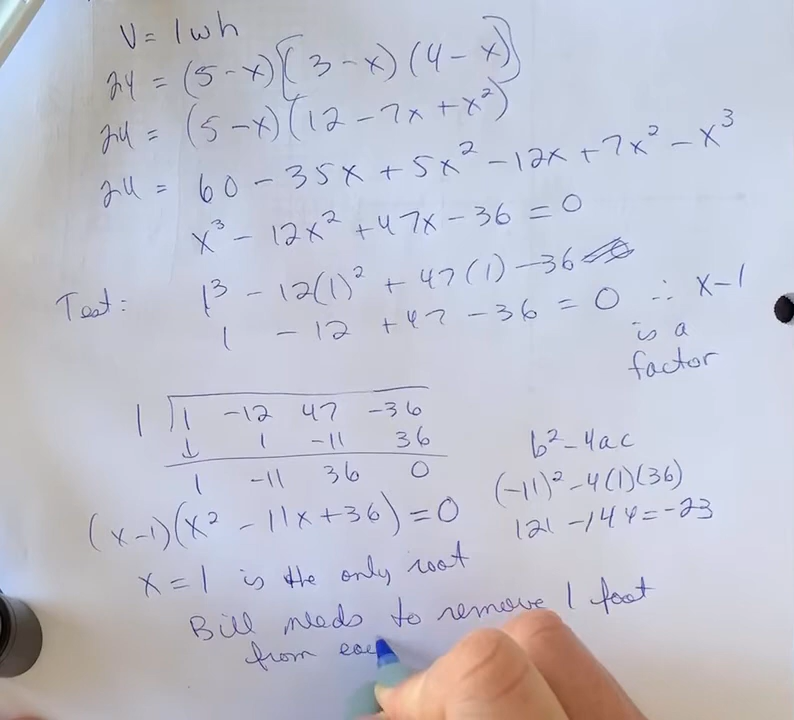 V = lwh
24 = (5 - x)[(3 - x)(4 - x)]
24 = (5 - x)(12 - 7x + x²)
24 = 60 - 35x + 5x² - 12x + 7x² - x³
x³ - 12x² + 47x - 36 = 0
Test: 1³ - 12(1)² + 47(1) - 36
1 - 12 + 47 - 36 = 0 ∴ x - 1
is a
factor
1 | 1 -12 47 -36
↓ 1 -11 36
1 -11 36 0
(x - 1)(x² - 11x + 36) = 0
b² - 4ac
(-11)² - 4(1)(36)
121 - 144 = -23
x = 1 is the only root
Bill needs to remove 1 foot
from